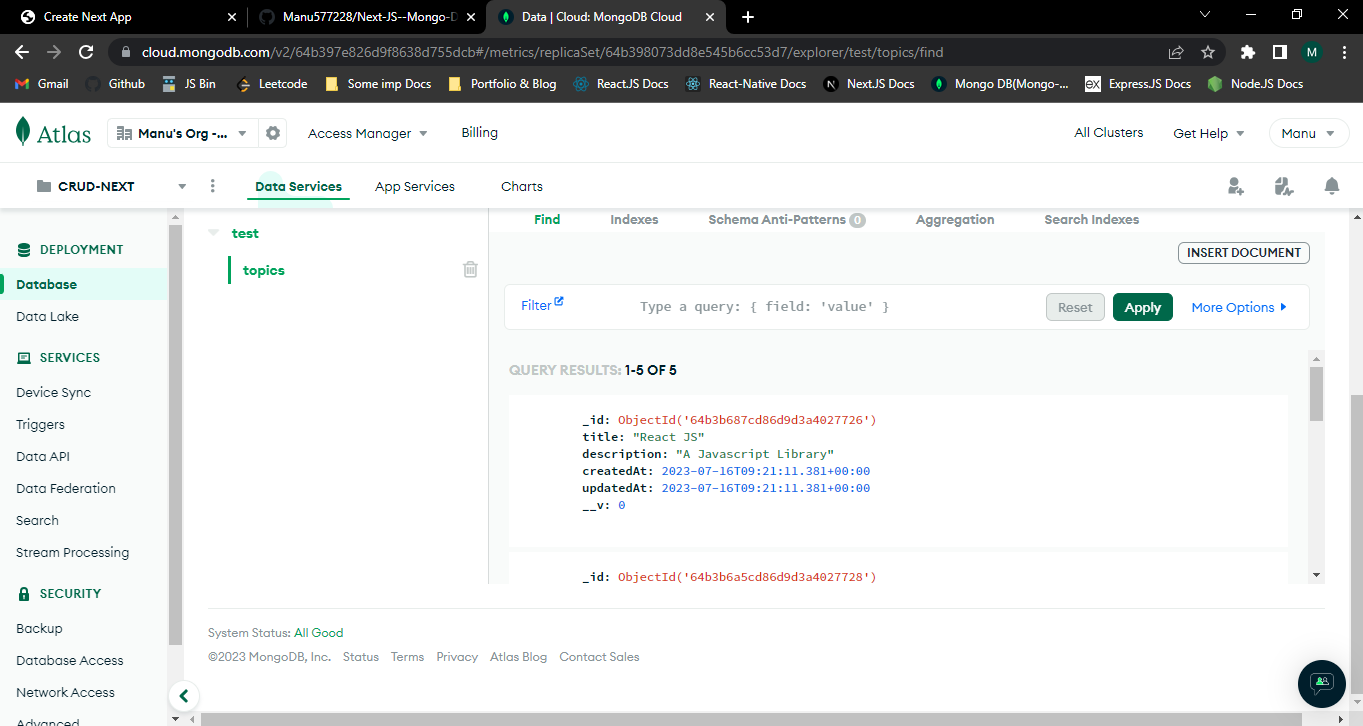 Create Next App
Manu577228/Next-JS--Mongo-D
Data | Cloud: MongoDB Cloud
cloud.mongodb.com/v2/64b397e826d9f8638d755dcb#/metrics/replicaSet/64b398073dd8e545b6cc53d7/explorer/test/topics/find
M
Gmail Github JS Bin Leetcode Some imp Docs Portfolio & Blog ReactJS Docs React-Native Docs N Next.JS Docs Mongo DB(Mongo-... ex ExpressJS Docs NodeJS Docs
Atlas Manu's Org -... Access Manager Billing All Clusters Get Help Manu
CRUD-NEXT Data Services App Services Charts
DEPLOYMENT
Database
Data Lake
SERVICES
Device Sync
Triggers
Data API
Data Federation
Search
Stream Processing
SECURITY
Backup
Database Access
Network Access
Advanced
test
topics
Find Indexes Schema Anti-Patterns 0 Aggregation Search Indexes
INSERT DOCUMENT
Filter Type a query: { field: 'value' } Reset Apply More Options
QUERY RESULTS: 1-5 OF 5
_id: ObjectId('64b3b687cd86d9d3a4027726')
title: "React JS"
description: "A Javascript Library"
createdAt: 2023-07-16T09:21:11.381+00:00
updatedAt: 2023-07-16T09:21:11.381+00:00
__v: 0
_id: ObjectId('64b3b6a5cd86d9d3a4027728')
System Status: All Good
©2023 MongoDB, Inc. Status Terms Privacy Atlas Blog Contact Sales